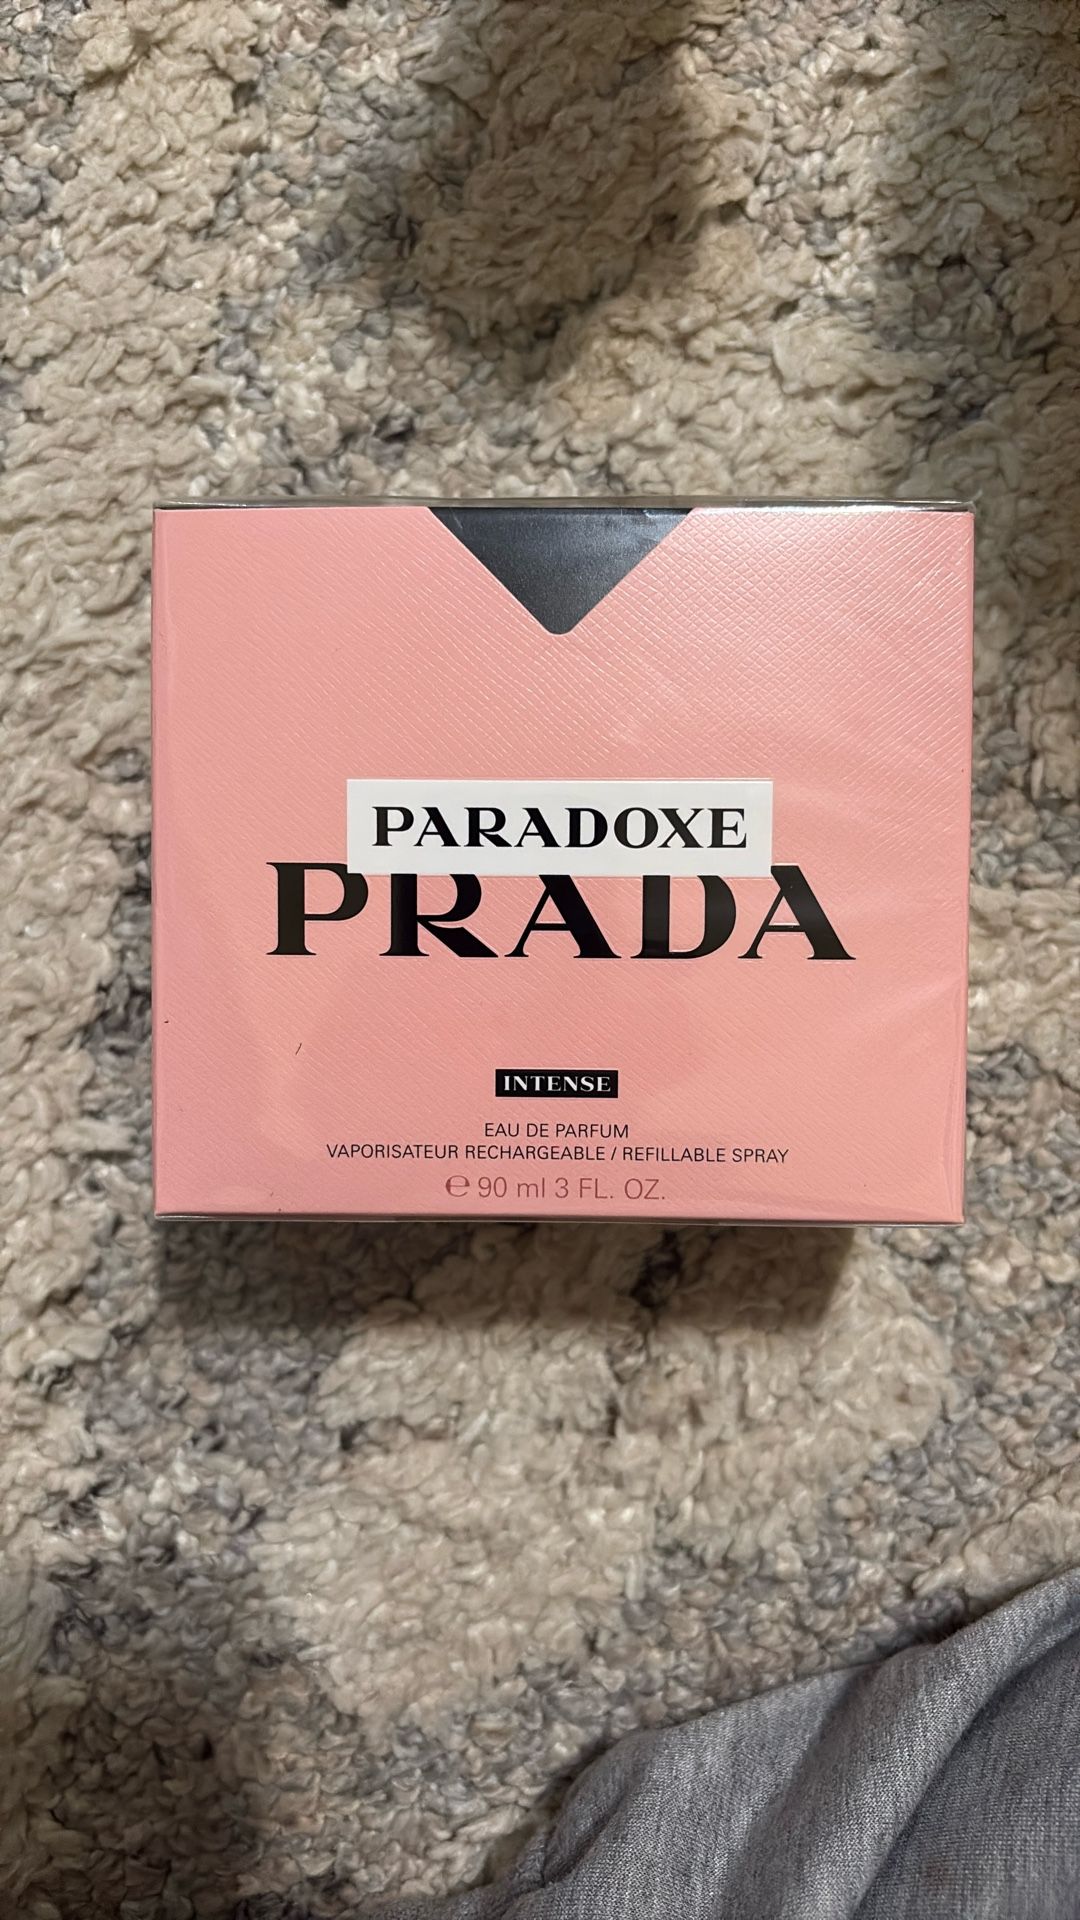 PARADOXE
PRADA
INTENSE
EAU DE PARFUM
VAPORISATEUR RECHARGEABLE / REFILLABLE SPRAY
℮ 90 ml 3 FL. OZ.